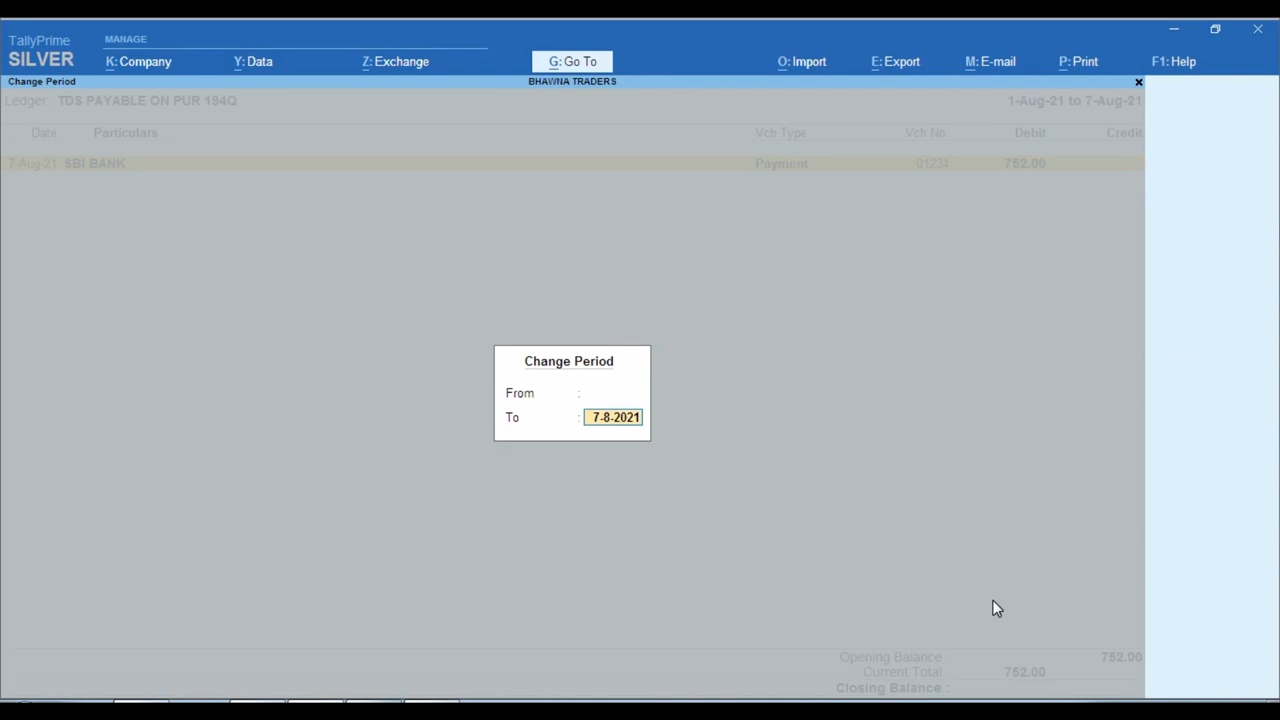 TallyPrime
MANAGE
SILVER
K: Company
Y: Data
Z: Exchange
G: Go To
O: Import
E: Export
M: E-mail
P: Print
F1: Help
Change Period
BHAWNA TRADERS
Ledger: TDS PAYABLE ON PUR 194Q
1-Aug-21 to 7-Aug-21
Date Particulars Vch Type Vch No. Debit Credit
7-Aug-21 SBI BANK Payment 01234 752.00
Change Period
From :
To : 7-8-2021
Opening Balance : 752.00
Current Total : 752.00
Closing Balance :